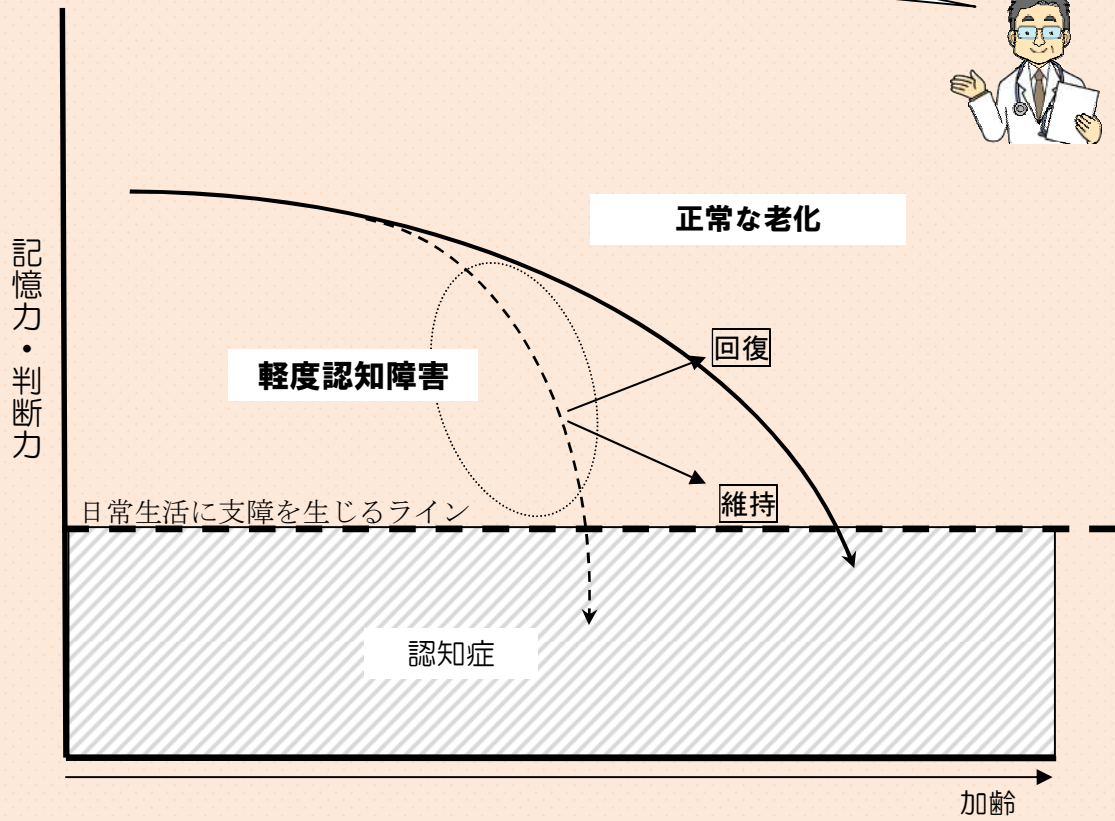 正常な老化
記憶力・判断力
回復
軽度認知障害
維持
日常生活に支障を生じるライン
認知症
加齢